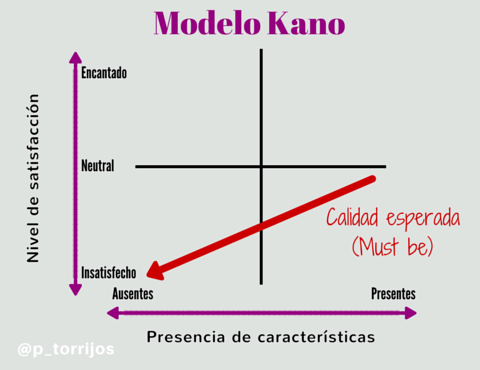 Modelo Kano
Encantado
Nivel de satisfacción
Neutral
Calidad esperada
(Must be)
Insatisfecho
Ausentes
Presentes
Presencia de características
@p_torrijos